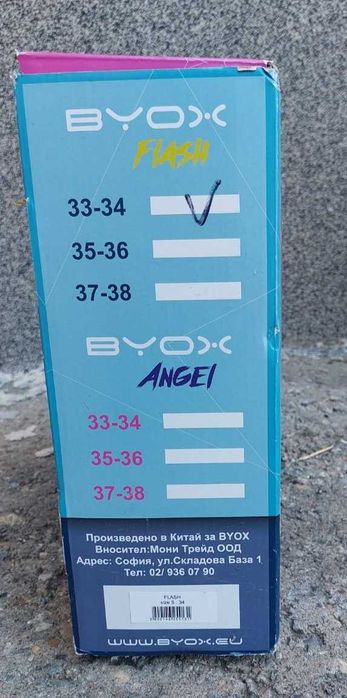 BYOX
FLASH
33-34
35-36
37-38
BYOX
ANGEL
33-34
35-36
37-38
Произведено в Китай за BYOX
Вносител:Мони Трейд ООД
Адрес: София, ул.Складова База 1
Тел: 02/ 936 07 90
FLASH
size S : 34
WWW.BYOX.EU